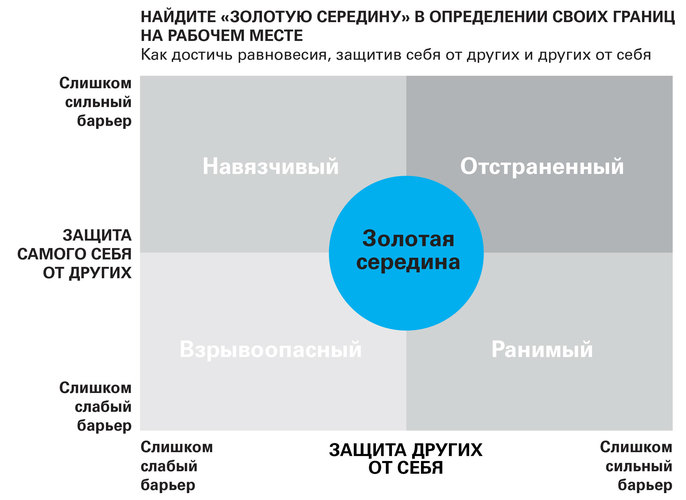 НАЙДИТЕ «ЗОЛОТУЮ СЕРЕДИНУ» В ОПРЕДЕЛЕНИИ СВОИХ ГРАНИЦ
НА РАБОЧЕМ МЕСТЕ
Как достичь равновесия, защитив себя от других и других от себя
Слишком
сильный
барьер
Навязчивый
Отстраненный
ЗАЩИТА
САМОГО СЕБЯ
ОТ ДРУГИХ
Золотая
середина
Взрывоопасный
Ранимый
Слишком
слабый
барьер
Слишком
слабый
барьер
ЗАЩИТА ДРУГИХ
ОТ СЕБЯ
Слишком
сильный
барьер